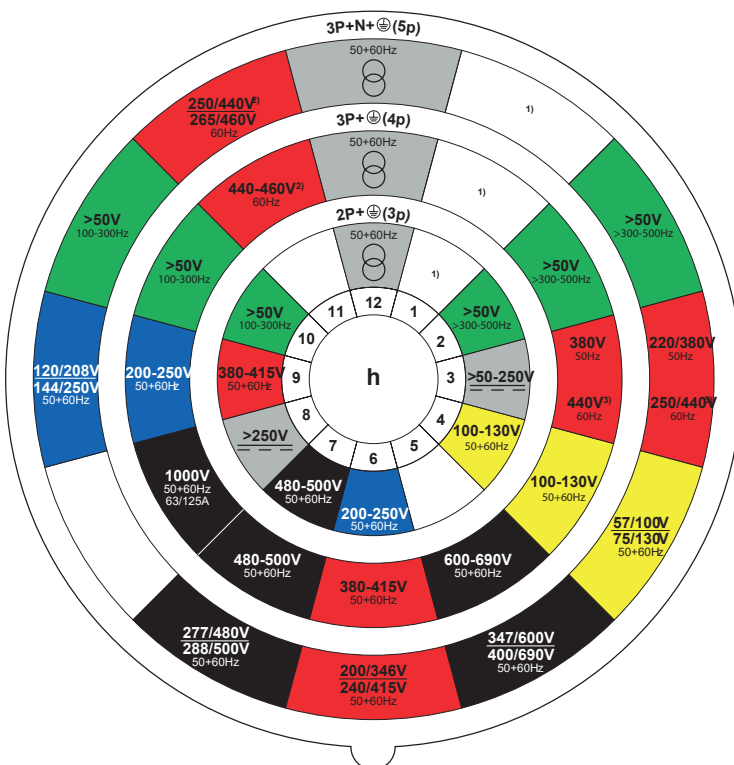 3P+N+⏚(5p)
50+60Hz
1)
>50V
>300-500Hz
220/380V
50Hz
250/440V3)
60Hz
57/100V
75/130V
50+60Hz
347/600V
400/690V
50+60Hz
200/346V
240/415V
50+60Hz
277/480V
288/500V
50+60Hz
120/208V
144/250V
50+60Hz
>50V
100-300Hz
250/440V2)
265/460V
60Hz
3P+⏚(4p)
50+60Hz
1)
>50V
>300-500Hz
380V
50Hz
440V3)
60Hz
100-130V
50+60Hz
600-690V
50+60Hz
380-415V
50+60Hz
480-500V
50+60Hz
1000V
50+60Hz
63/125A
200-250V
50+60Hz
>50V
100-300Hz
440-460V2)
60Hz
2P+⏚(3p)
50+60Hz
1)
>50V
>300-500Hz
>50-250V
100-130V
50+60Hz
200-250V
50+60Hz
480-500V
50+60Hz
>250V
380-415V
50+60Hz
>50V
100-300Hz
12
1
2
3
4
5
6
7
8
9
10
11
h